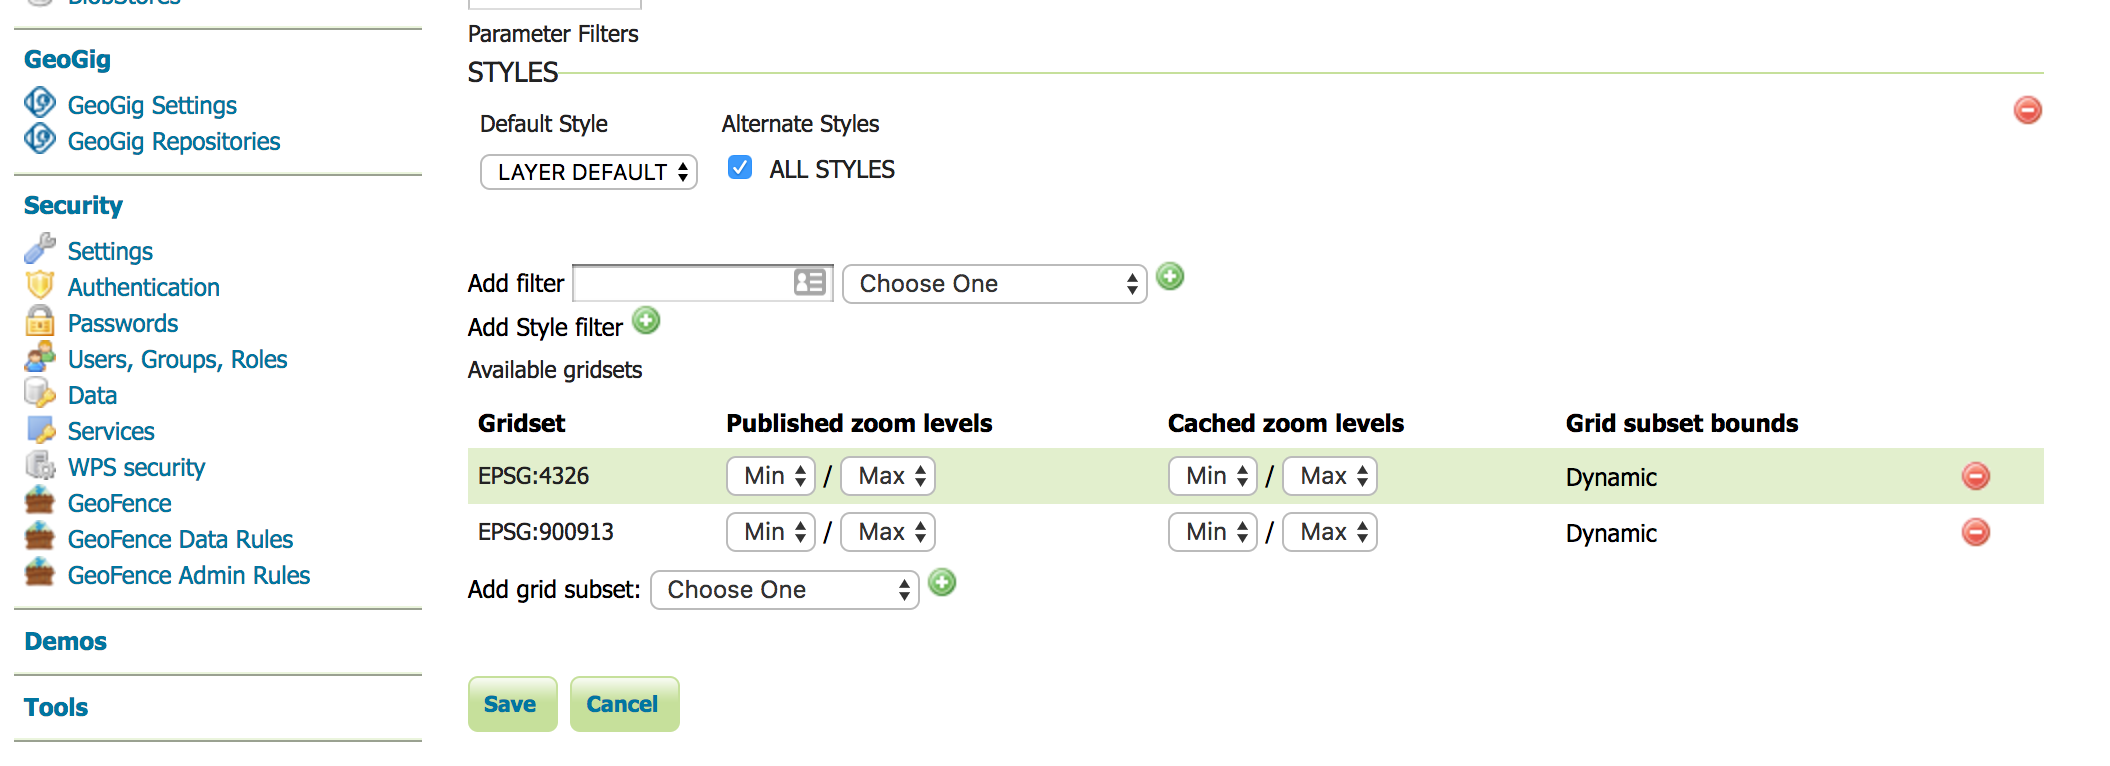 BlobStores
GeoGig
GeoGig Settings
GeoGig Repositories
Security
Settings
Authentication
Passwords
Users, Groups, Roles
Data
Services
WPS security
GeoFence
GeoFence Data Rules
GeoFence Admin Rules
Demos
Tools
Parameter Filters
STYLES
Default Style Alternate Styles
LAYER DEFAULT ALL STYLES
Add filter Choose One
Add Style filter
Available gridsets
Gridset Published zoom levels Cached zoom levels Grid subset bounds
EPSG:4326 Min / Max Min / Max Dynamic
EPSG:900913 Min / Max Min / Max Dynamic
Add grid subset: Choose One
Save Cancel